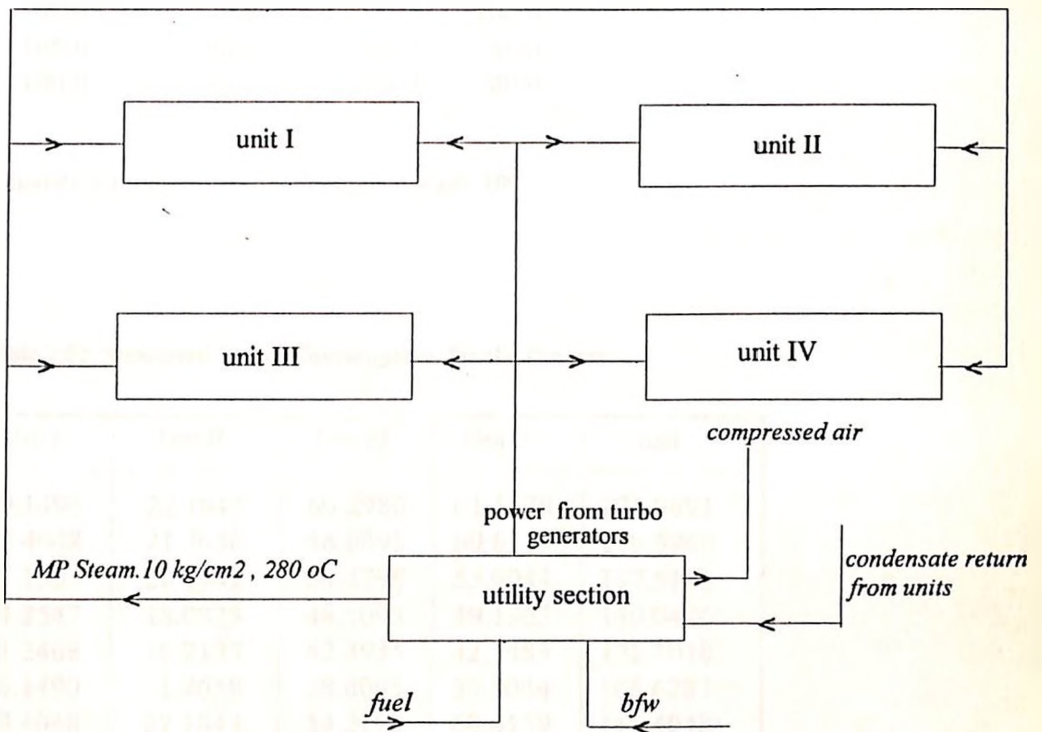 unit I
unit II
unit III
unit IV
compressed air
power from turbo
generators
condensate return
from units
MP Steam.10 kg/cm2 , 280 oC
utility section
fuel
bfw